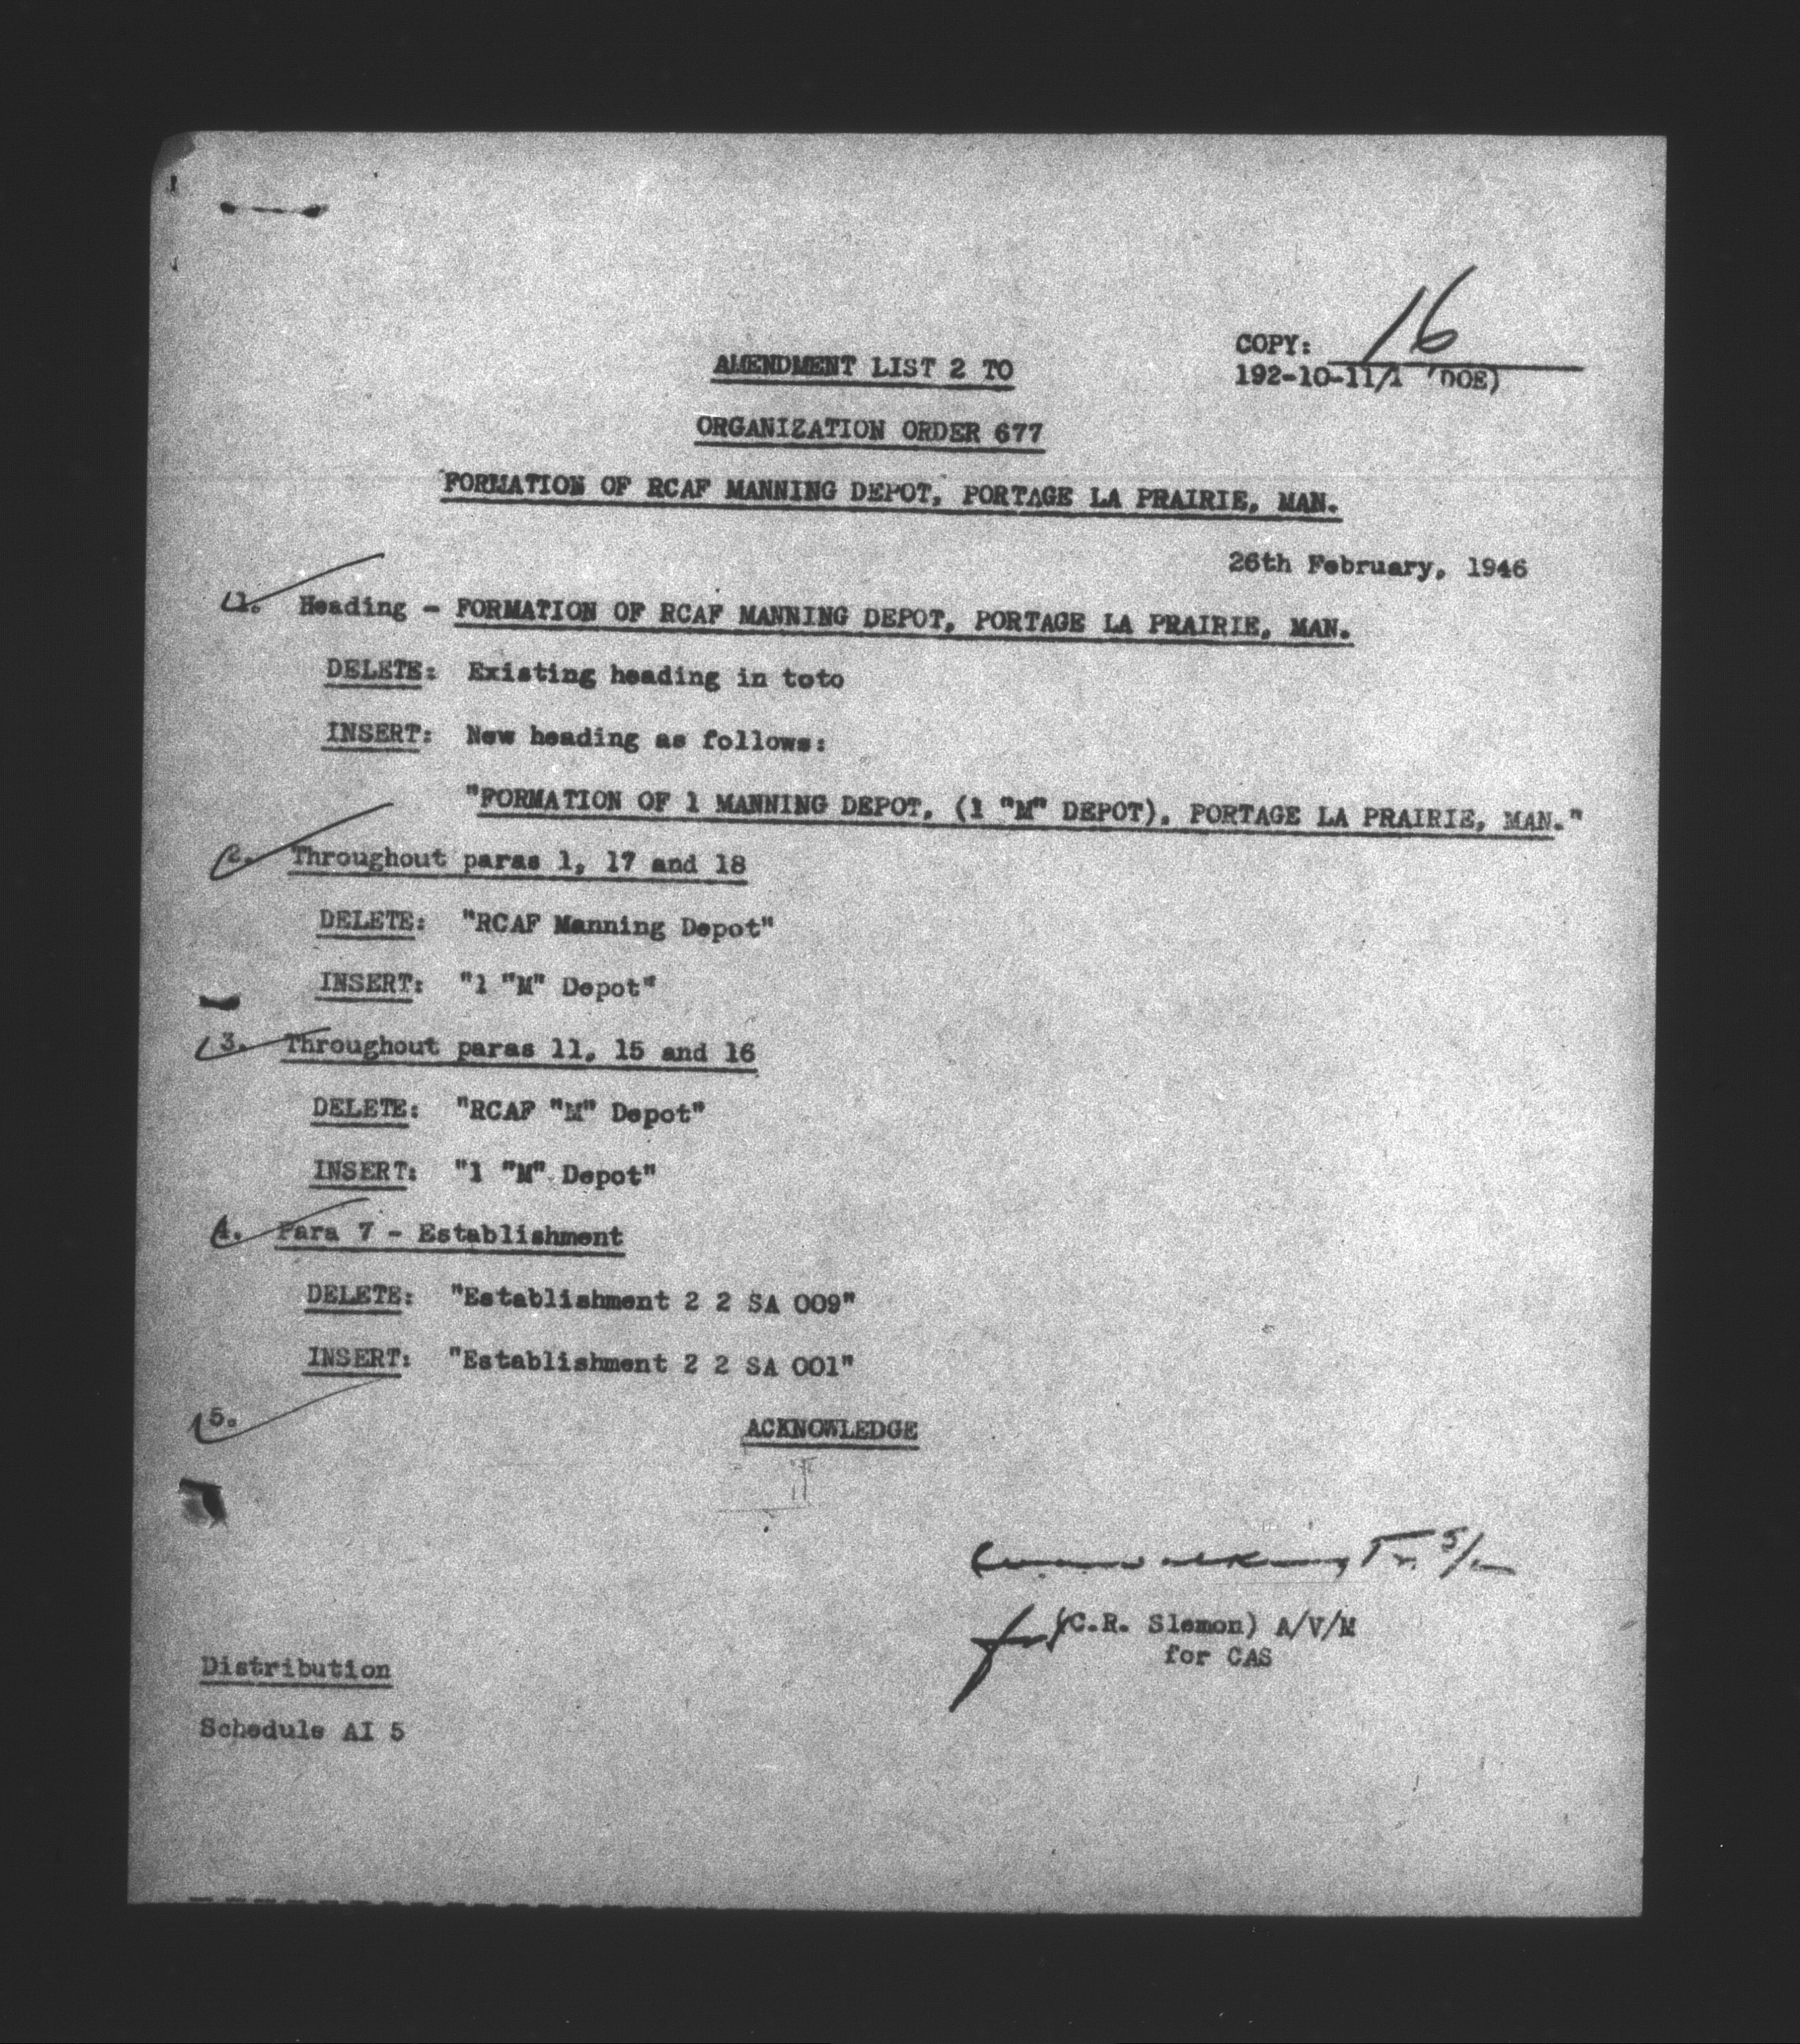 COPY: 16
192-10-11/1 (DOE)
AMENDMENT LIST 2 TO
ORGANIZATION ORDER 677
FORMATION OF RCAF MANNING DEPOT, PORTAGE LA PRAIRIE, MAN.
26th February, 1946
1. Heading - FORMATION OF RCAF MANNING DEPOT, PORTAGE LA PRAIRIE, MAN.
DELETE: Existing heading in toto
INSERT: New heading as follows:
"FORMATION OF 1 MANNING DEPOT, (1 "M" DEPOT), PORTAGE LA PRAIRIE, MAN."
2. Throughout paras 1, 17 and 18
DELETE: "RCAF Manning Depot"
INSERT: "1 "M" Depot"
3. Throughout paras 11, 15 and 16
DELETE: "RCAF "M" Depot"
INSERT: "1 "M" Depot"
4. Para 7 - Establishment
DELETE: "Establishment 2 2 SA 009"
INSERT: "Establishment 2 2 SA 001"
5.
ACKNOWLEDGE
for (C.R. Slemon) A/V/M
for CAS
Distribution
Schedule AI 5